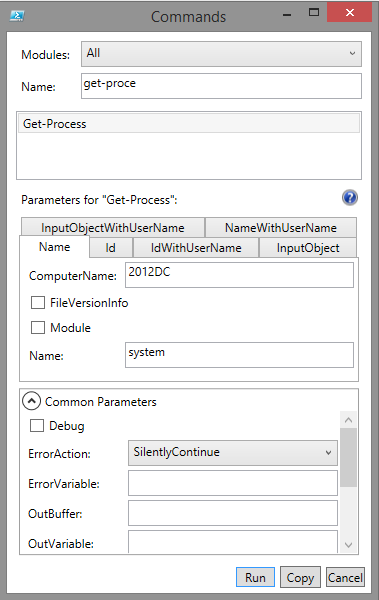 Commands
Modules: All
Name: get-proce
Get-Process
Parameters for "Get-Process":
InputObjectWithUserName NameWithUserName
Name Id IdWithUserName InputObject
ComputerName: 2012DC
FileVersionInfo
Module
Name: system
Common Parameters
Debug
ErrorAction: SilentlyContinue
ErrorVariable:
OutBuffer:
OutVariable:
Run Copy Cancel